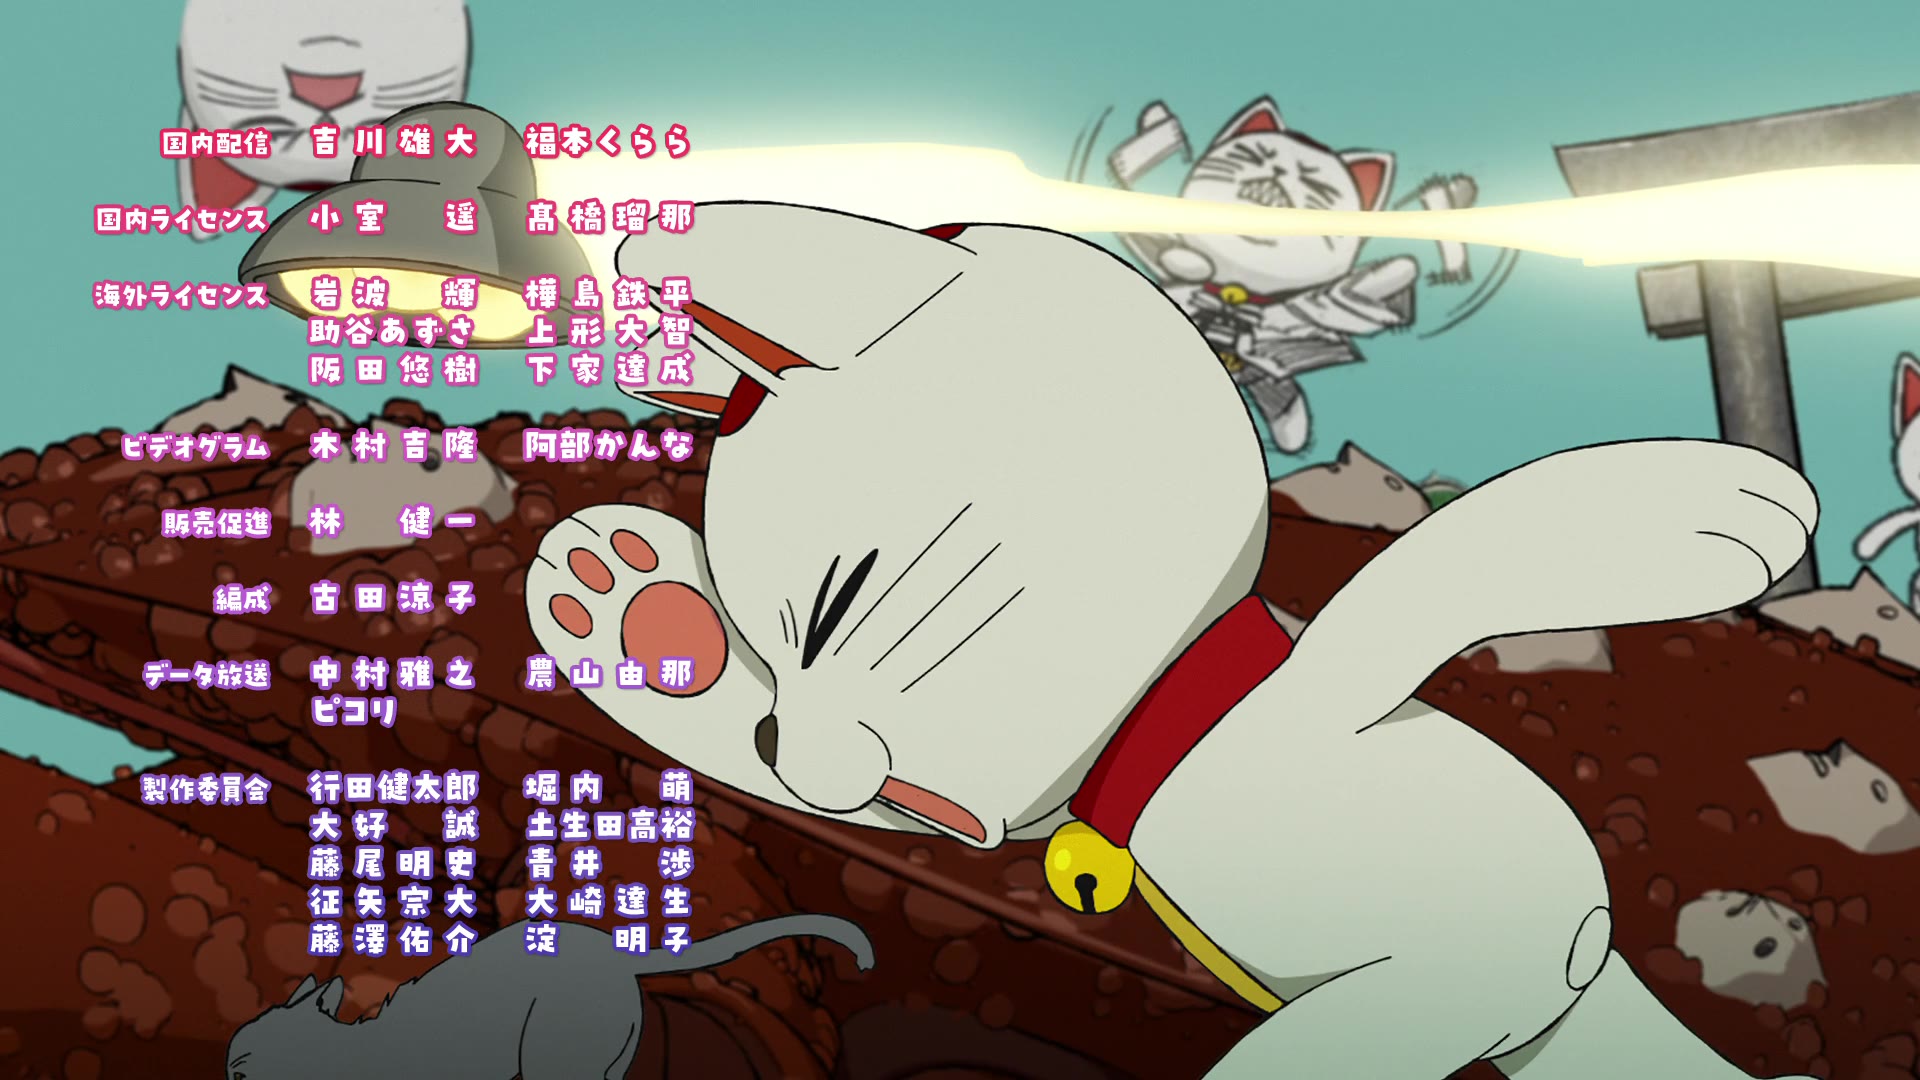 国内配信 吉川雄大 福本くらら
国内ライセンス 小室 遥 髙橋瑠那
海外ライセンス 岩波 輝 樺島鉄平
助谷あずさ 上形大智
阪田悠樹 下家達成
ビデオグラム 木村吉隆 阿部かんな
販売促進 林 健一
編成 古田涼子
データ放送 中村雅之 農山由那
ピコリ
製作委員会 行田健太郎 堀内 萌
大好 誠 土生田高裕
藤尾明史 青井 渉
征矢宗大 大崎達生
藤澤佑介 淀 明子